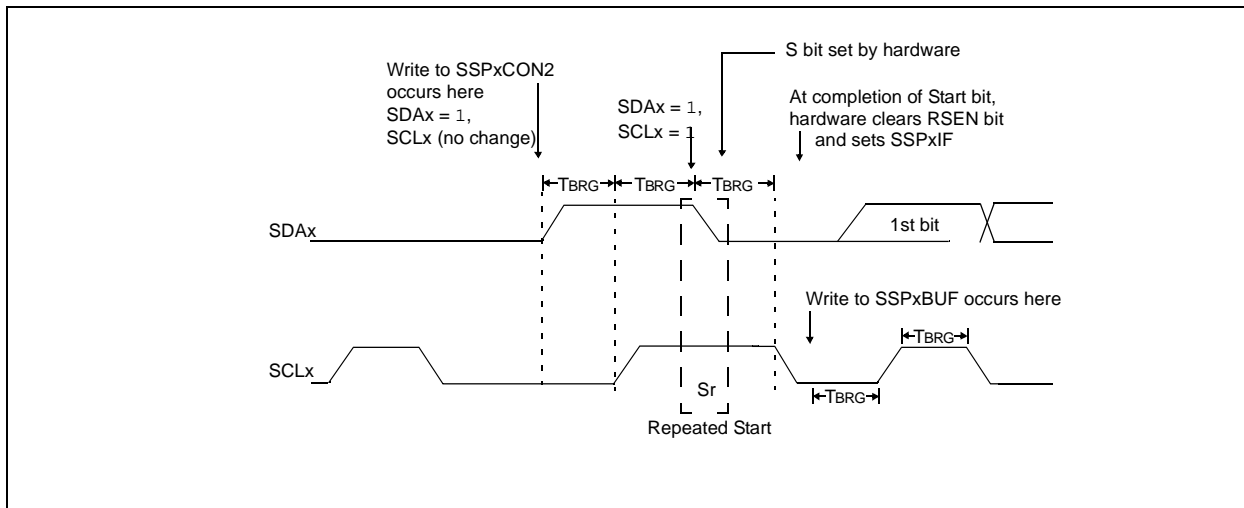 S bit set by hardware
Write to SSPxCON2
occurs here
SDAx = 1,
SCLx (no change)
SDAx = 1,
SCLx = 1
At completion of Start bit,
hardware clears RSEN bit
and sets SSPxIF
TBRG TBRG TBRG
SDAx
1st bit
Write to SSPxBUF occurs here
TBRG
SCLx
Sr
TBRG
Repeated Start